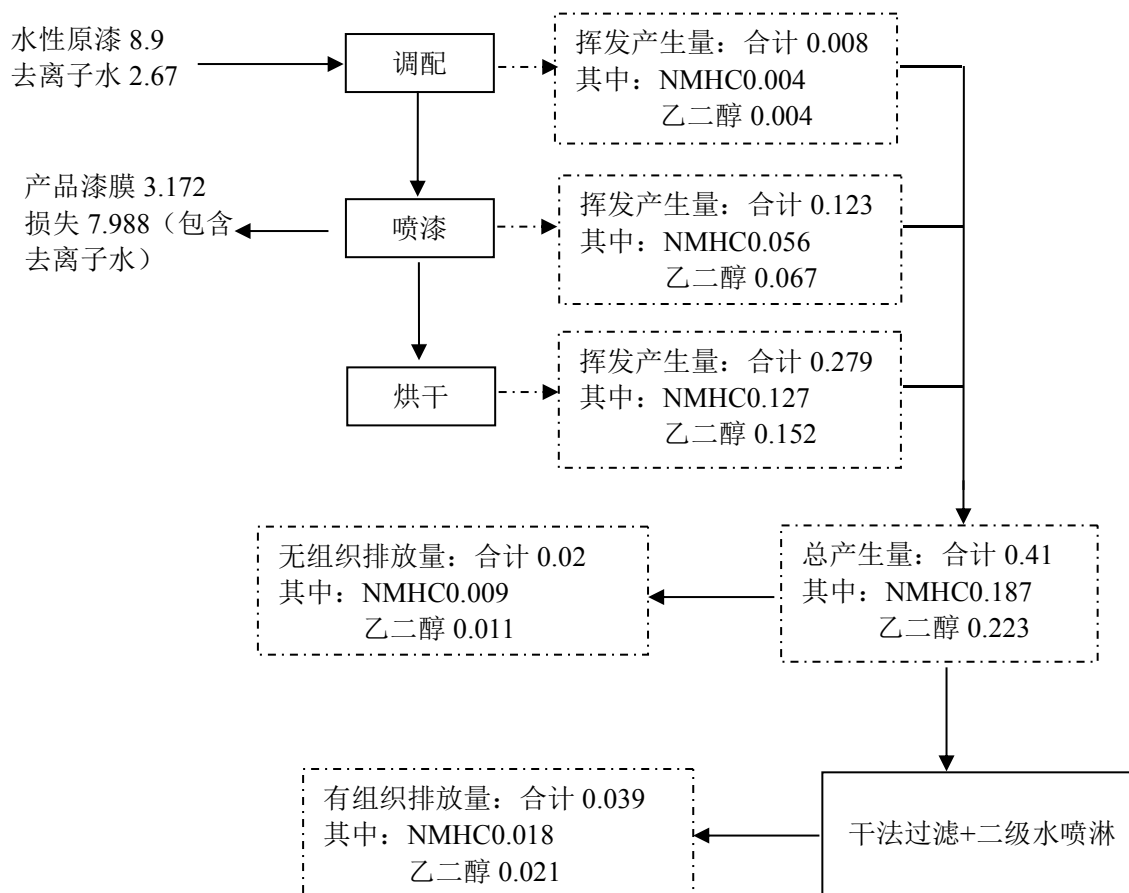 水性原漆 8.9
去离子水 2.67
调配
挥发产生量：合计 0.008
其中：NMHC0.004
乙二醇 0.004
产品漆膜 3.172
损失 7.988（包含
去离子水）
喷漆
挥发产生量：合计 0.123
其中：NMHC0.056
乙二醇 0.067
烘干
挥发产生量：合计 0.279
其中：NMHC0.127
乙二醇 0.152
无组织排放量：合计 0.02
其中：NMHC0.009
乙二醇 0.011
总产生量：合计 0.41
其中：NMHC0.187
乙二醇 0.223
有组织排放量：合计 0.039
其中：NMHC0.018
乙二醇 0.021
干法过滤+二级水喷淋